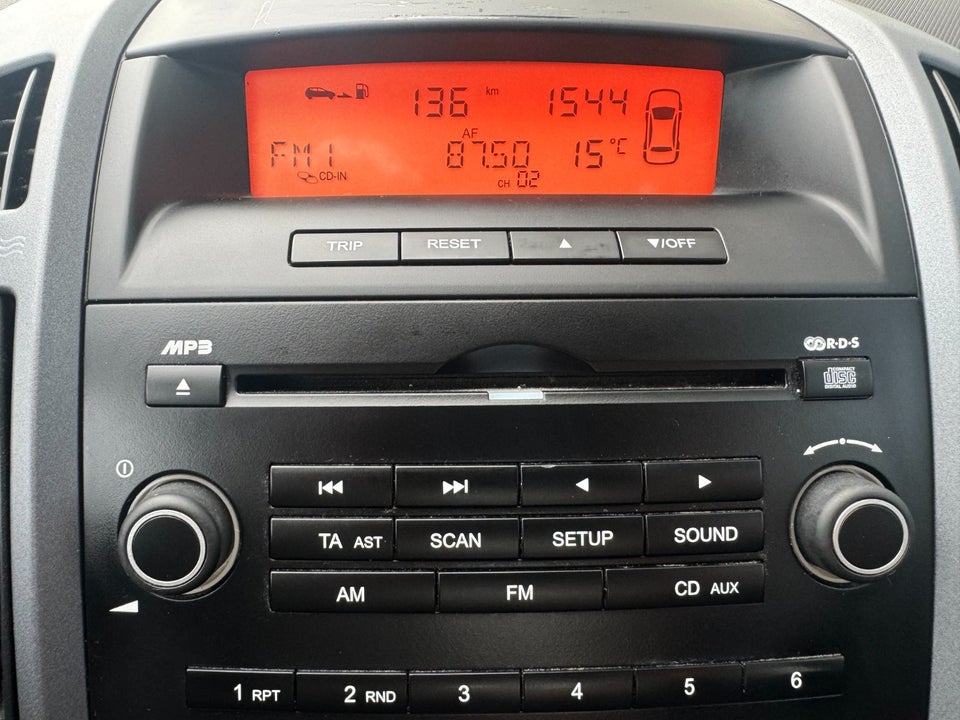 136 km 1544
AF
FM1 87.50 15°C
CD-IN CH 02
TRIP RESET ▲ ▼/OFF
MP3 R·D·S
COMPACT
disc
DIGITAL AUDIO
TA AST SCAN SETUP SOUND
AM FM CD AUX
1 RPT 2 RND 3 4 5 6